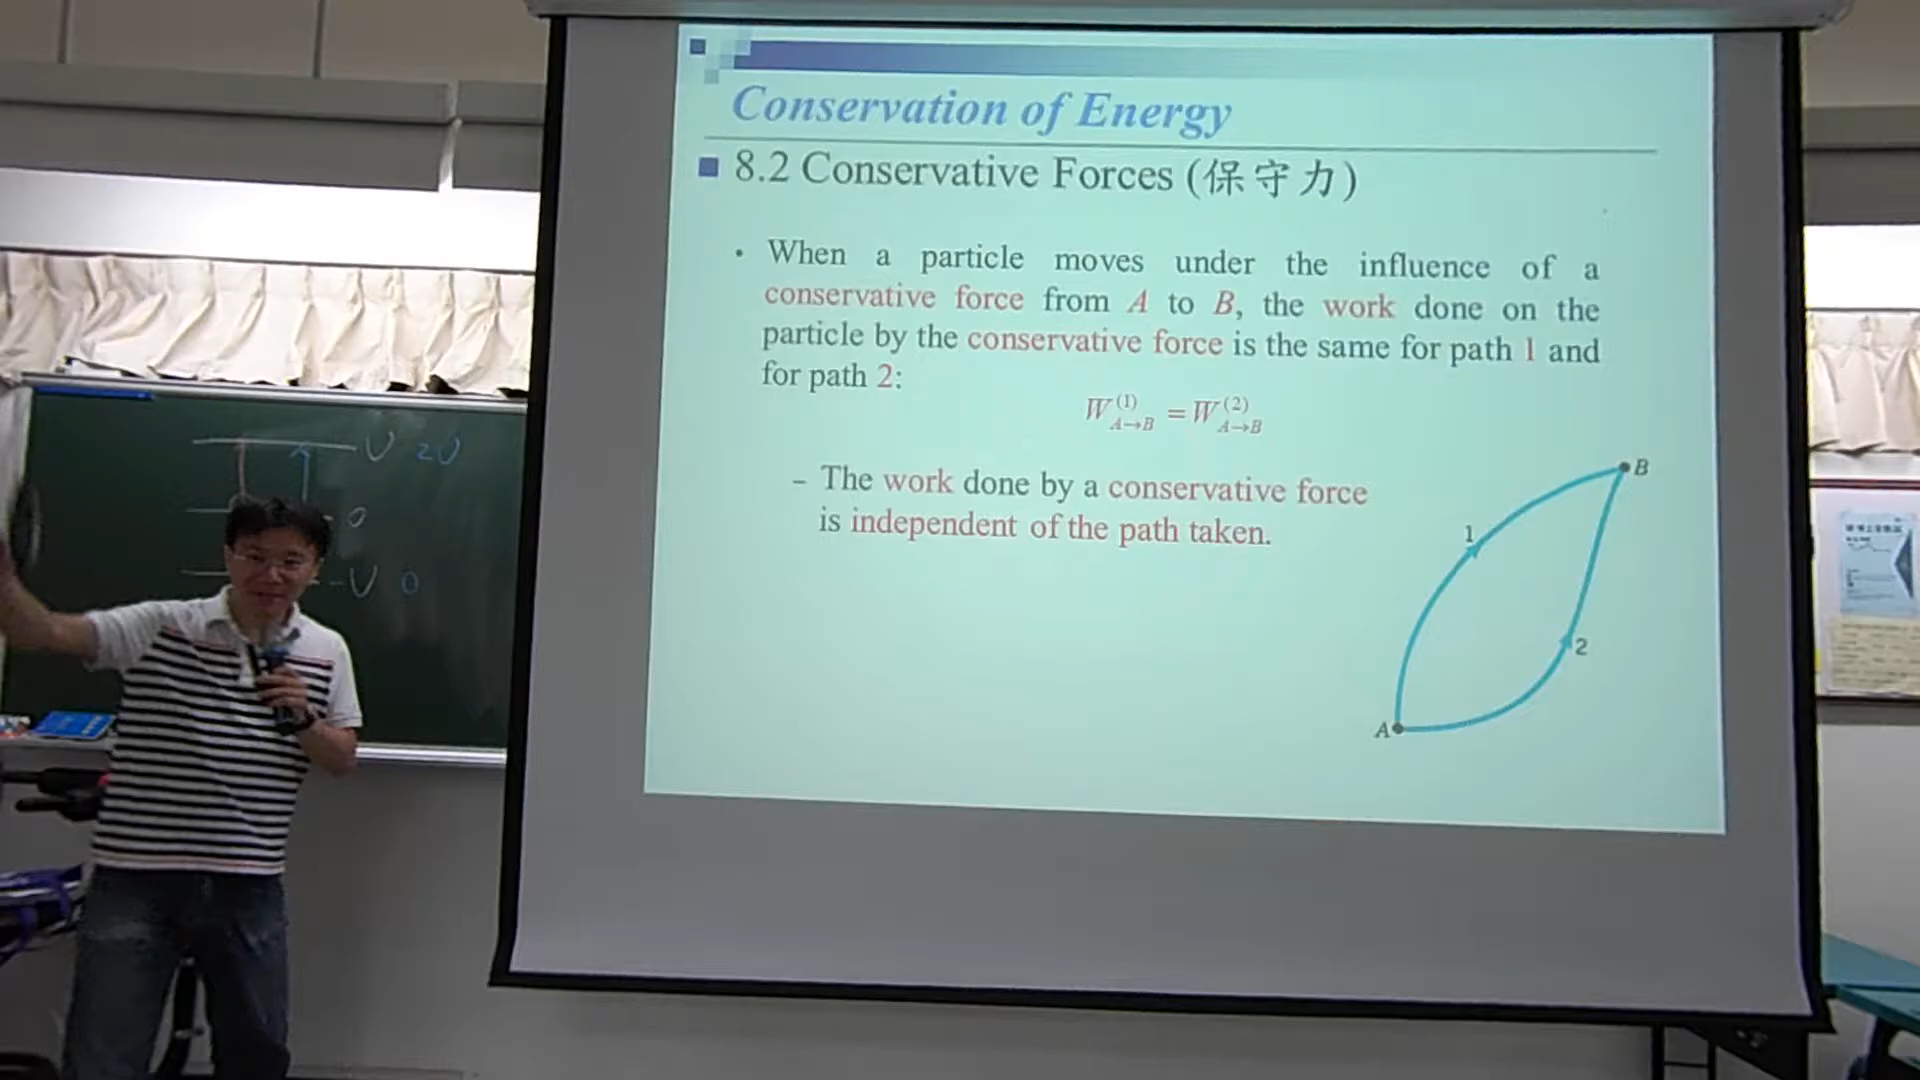 Conservation of Energy
8.2 Conservative Forces (保守力)
• When a particle moves under the influence of a
conservative force from A to B, the work done on the
particle by the conservative force is the same for path 1 and
for path 2:
W(1)A→B = W(2)A→B
– The work done by a conservative force
is independent of the path taken.
B
1
2
A
U 2U
0
-U 0